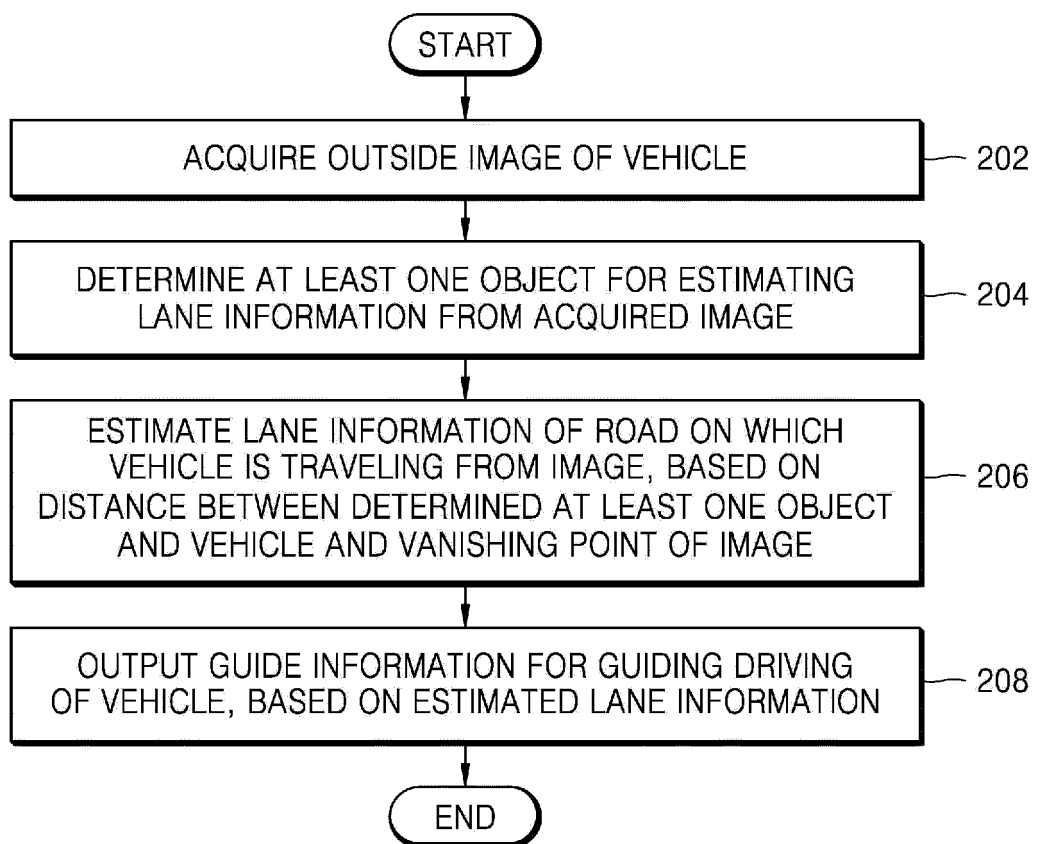 START
ACQUIRE OUTSIDE IMAGE OF VEHICLE
202
DETERMINE AT LEAST ONE OBJECT FOR ESTIMATING
LANE INFORMATION FROM ACQUIRED IMAGE
204
ESTIMATE LANE INFORMATION OF ROAD ON WHICH
VEHICLE IS TRAVELING FROM IMAGE, BASED ON
DISTANCE BETWEEN DETERMINED AT LEAST ONE OBJECT
AND VEHICLE AND VANISHING POINT OF IMAGE
206
OUTPUT GUIDE INFORMATION FOR GUIDING DRIVING
OF VEHICLE, BASED ON ESTIMATED LANE INFORMATION
208
END